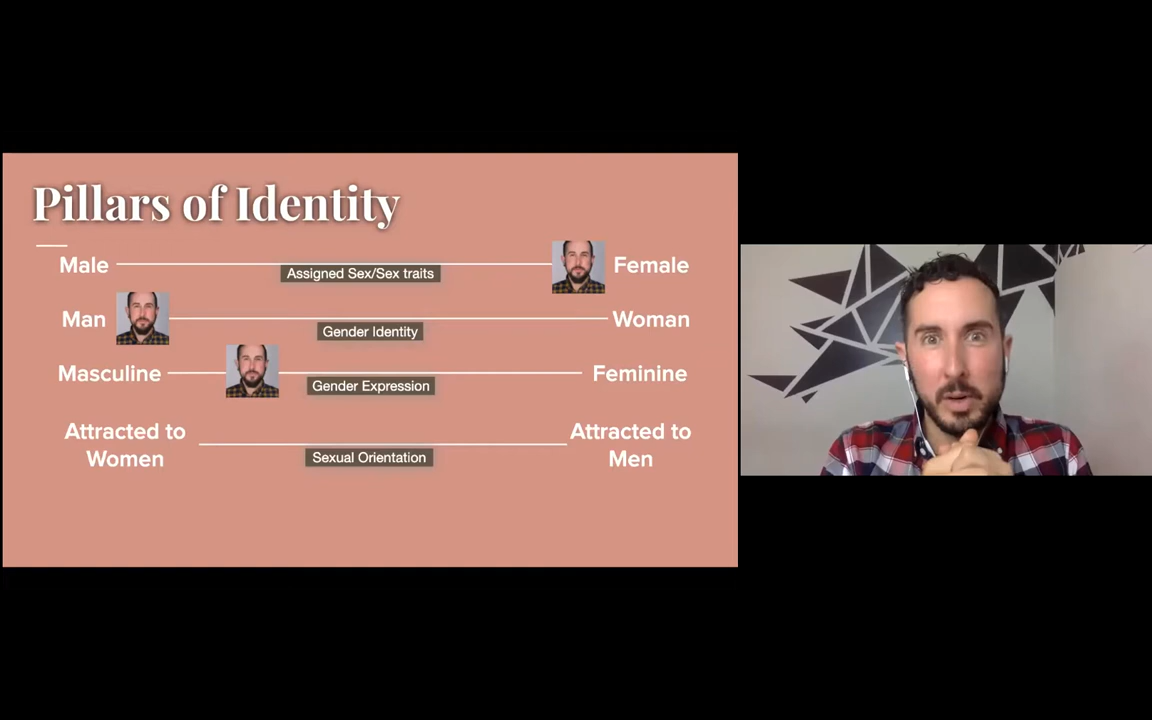 Pillars of Identity
Male Assigned Sex/Sex traits Female
Man Gender Identity Woman
Masculine Gender Expression Feminine
Attracted to Women Sexual Orientation Attracted to Men